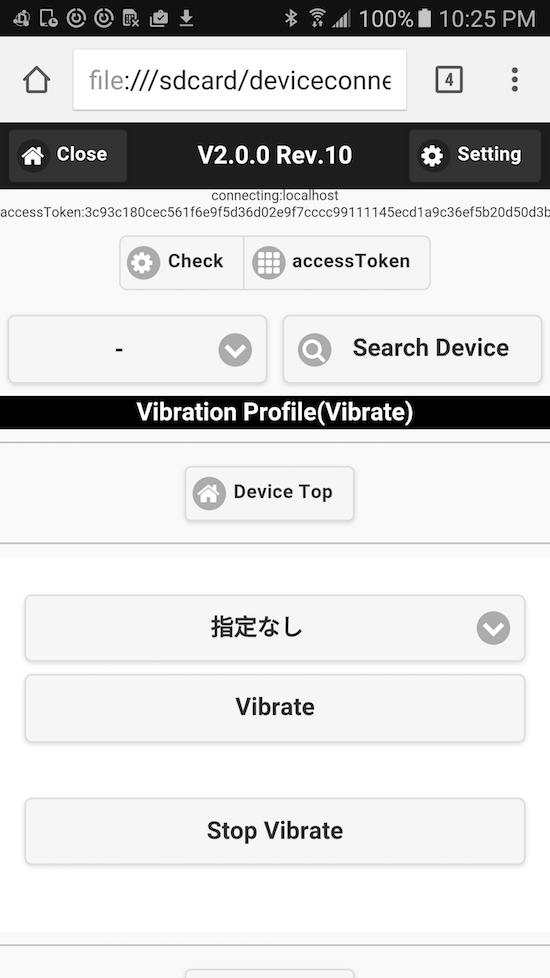 100% 10:25 PM
file:///sdcard/deviceconne
4
Close
V2.0.0 Rev.10
Setting
connecting:localhost
accessToken:3c93c180cec561f6e9f5d36d02e9f7cccc99111145ecd1a9c36ef5b20d50d3b
Check
accessToken
-
Search Device
Vibration Profile(Vibrate)
Device Top
指定なし
Vibrate
Stop Vibrate